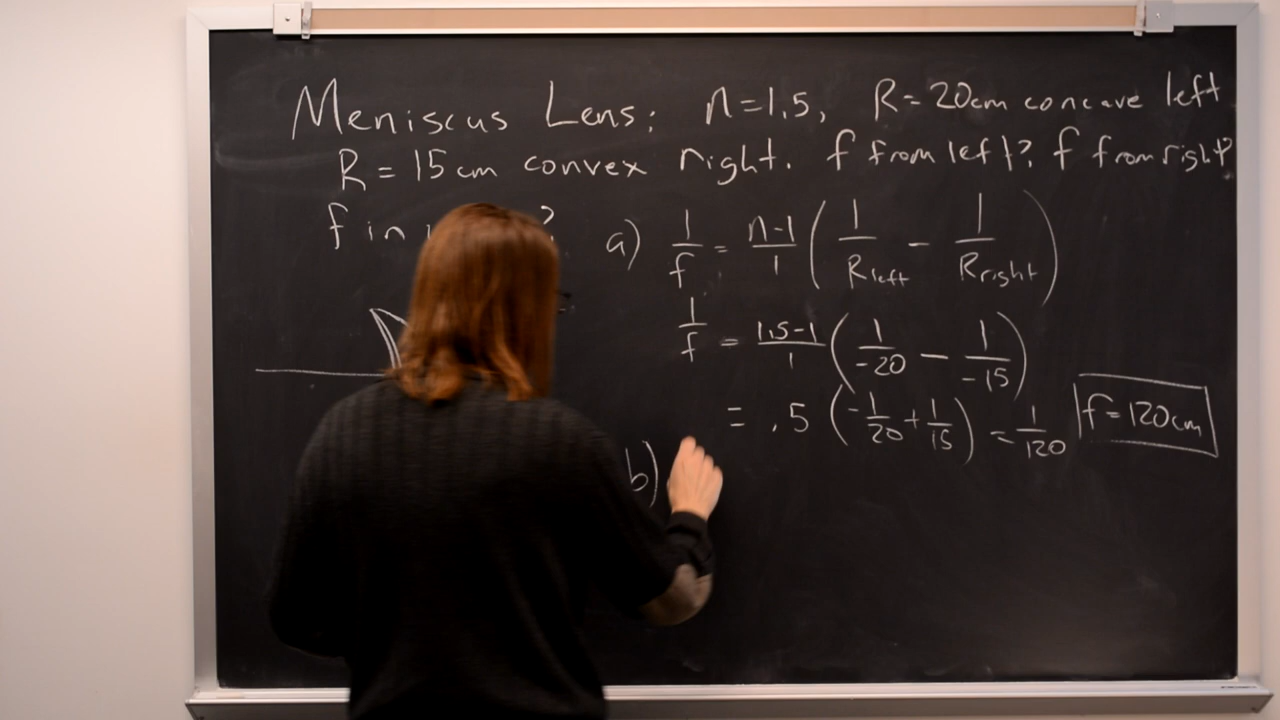 Meniscus Lens: n=1.5, R=20cm concave left
R=15cm convex right. f from left? f from right?
f in ?
a) 1/f = n-1/1 (1/Rleft - 1/Rright)
1/f = 1.5-1/1 (1/-20 - 1/-15)
= .5 (-1/20 + 1/15) = 1/120 f=120cm
b)